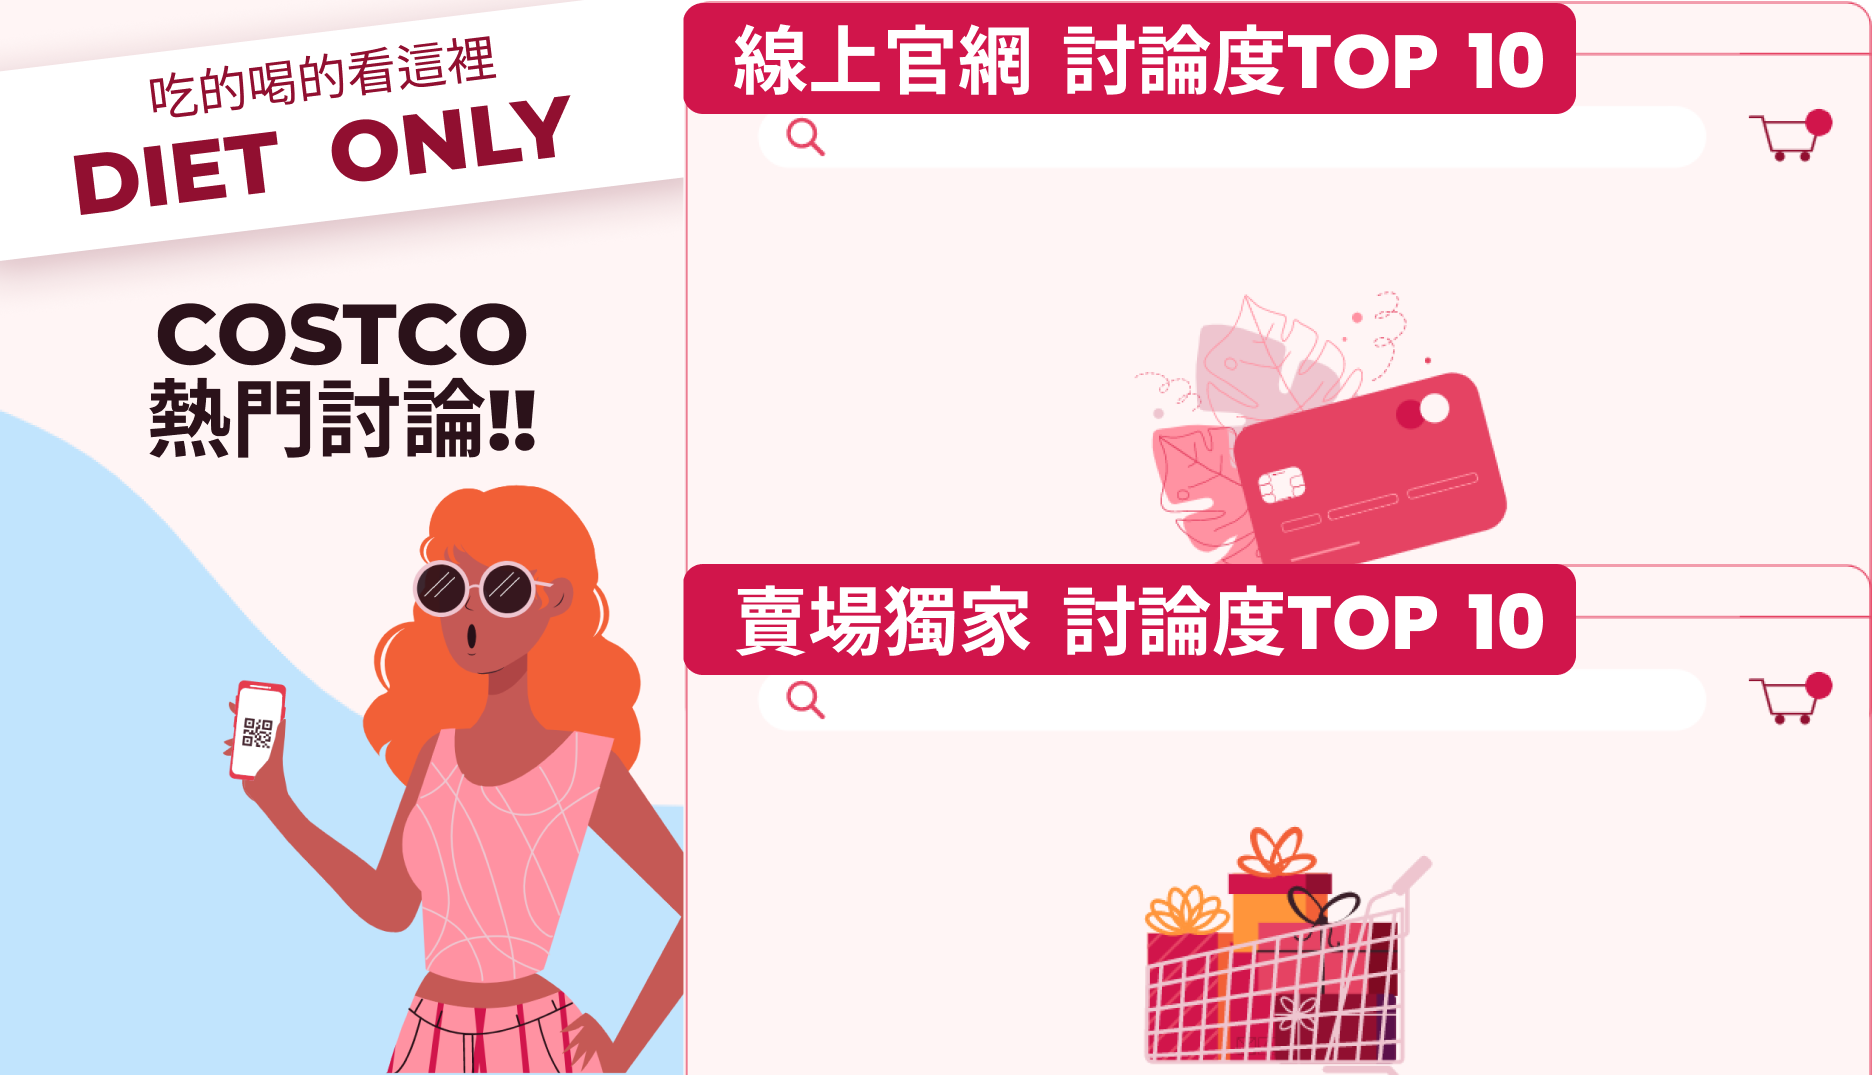 吃的喝的看這裡
DIET ONLY
COSTCO
熱門討論!!
線上官網 討論度TOP 10
賣場獨家 討論度TOP 10